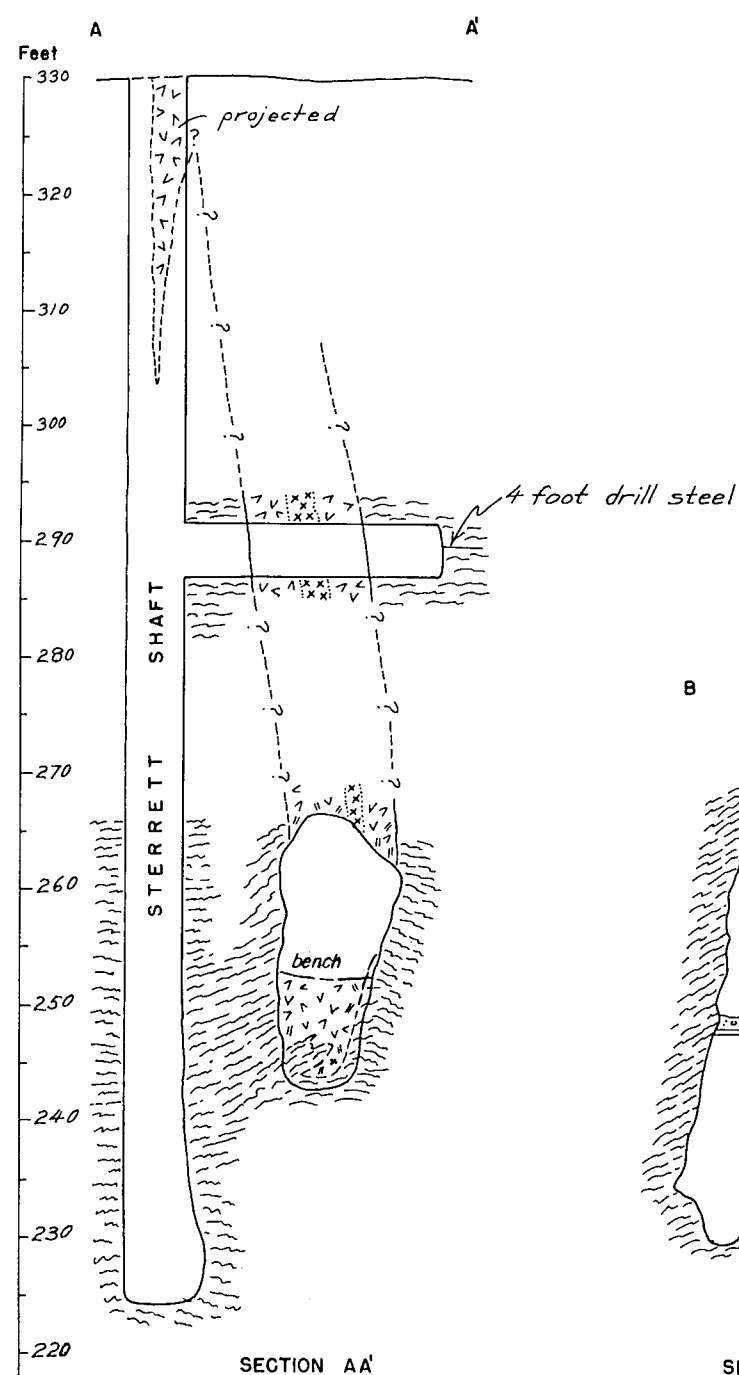 A
A'
Feet
330
projected
?
320
?
310
?
300
?
?
4 foot drill steel
290
SHAFT
280
?
?
B
?
?
270
?
?
STERRETT
260
bench
250
240
230
220
SECTION AA'